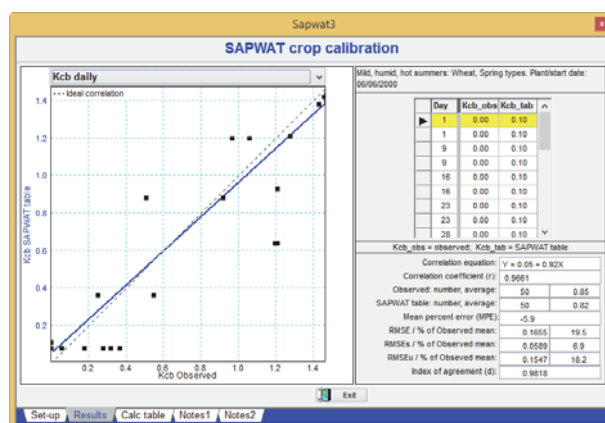 Sapwat3
x
SAPWAT crop calibration
Kcb daily
Ideal correlation
1.4
1.2
1.0
0.8
0.6
0.4
0.2
Kcb SAPWAT table
0.2 0.4 0.6 0.8 1.0 1.2 1.4
Kcb Observed
Mild, humid, hot summers: Wheat, Spring types. Plant/start date:
06/06/2000
Day Kcb_obs Kcb_tab
1 0.00 0.10
1 0.00 0.10
9 0.00 0.10
9 0.00 0.10
16 0.00 0.10
16 0.00 0.10
23 0.00 0.10
23 0.00 0.10
28 0.00 0.10
Kcb_obs = observed; Kcb_tab = SAPWAT table
Correlation equation: Y = 0.05 + 0.92X
Correlation coefficient (r): 0.9661
Observed: number, average: 50 0.85
SAPWAT table: number, average: 50 0.82
Mean percent error (MPE): -5.9
RMSE / % of Observed mean: 0.1655 19.5
RMSEs / % of Observed mean: 0.0589 6.9
RMSEu / % of Observed mean: 0.1547 18.2
Index of agreement (d): 0.9818
Exit
Set-up Results Calc table Notes1 Notes2